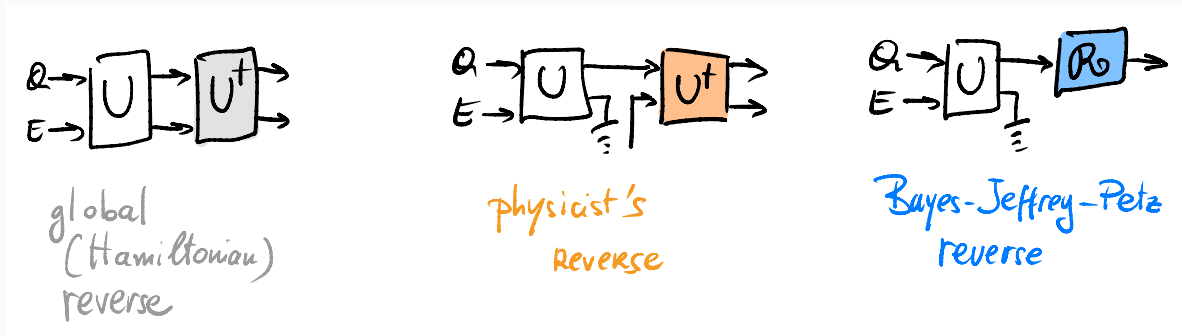 Q U U†
E
global
(Hamiltonian)
reverse
Q U U†
E
physicist's
REVERSE
Q U R
E
Bayes-Jeffrey-Petz
reverse